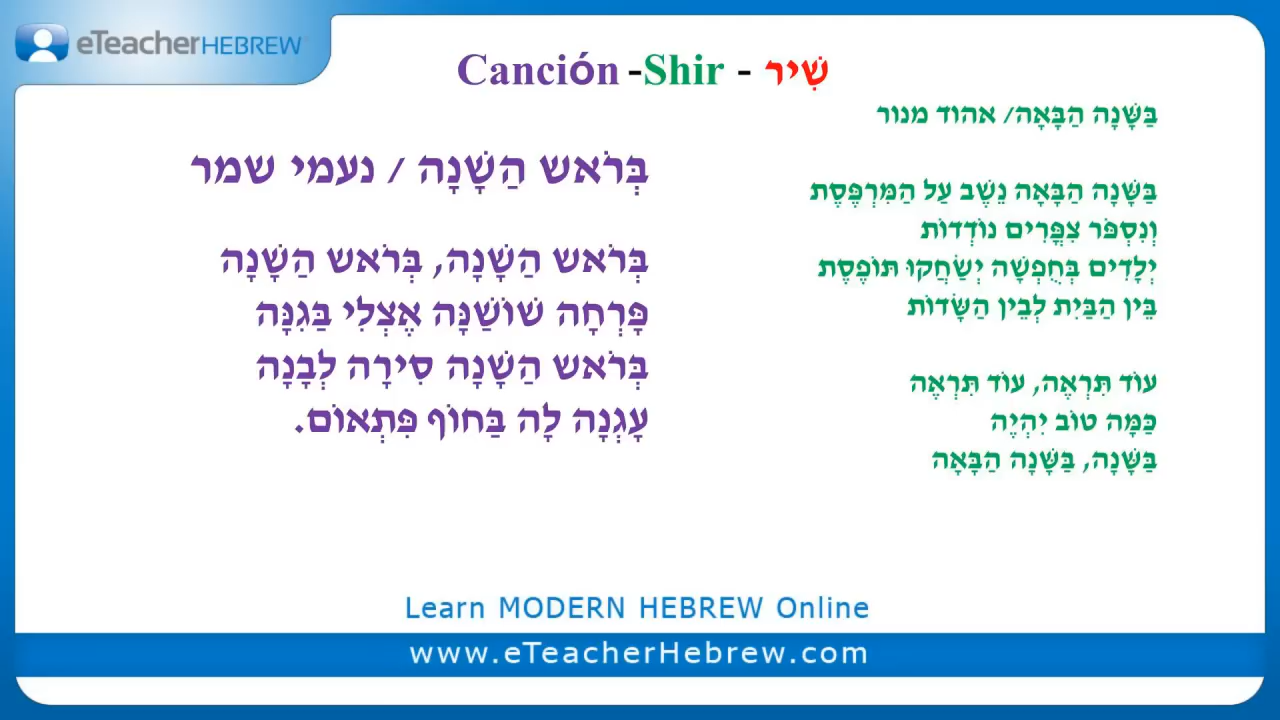 eTeacherHEBREW
Canción -Shir - שִׁיר
בַּשָּׁנָה הַבָּאָה/ אהוד מנור
בַּשָּׁנָה הַבָּאָה נֵשֵׁב עַל הַמִּרְפֶּסֶת
וְנִסְפֹּר צִפֳּרִים נוֹדְדוֹת
יְלָדִים בְּחֻפְשָׁה יְשַׂחֲקוּ תּוֹפֶסֶת
בֵּין הַבַּיִת לְבֵין הַשָּׂדוֹת
עוֹד תִּרְאֶה, עוֹד תִּרְאֶה
כַּמָּה טוֹב יִהְיֶה
בַּשָּׁנָה, בַּשָּׁנָה הַבָּאָה
בְּרֹאש הַשָׁנָה / נעמי שמר
בְּרֹאש הַשָׁנָה, בְּרֹאש הַשָׁנָה
פָּרְחָה שׁוֹשַׁנָּה אֶצְלִי בַּגִנָּה
בְּרֹאש הַשָׁנָה סִירָה לְבָנָה
עָגְנָה לָה בַּחוֹף פִּתְאוֹם.
Learn MODERN HEBREW Online
www.eTeacherHebrew.com